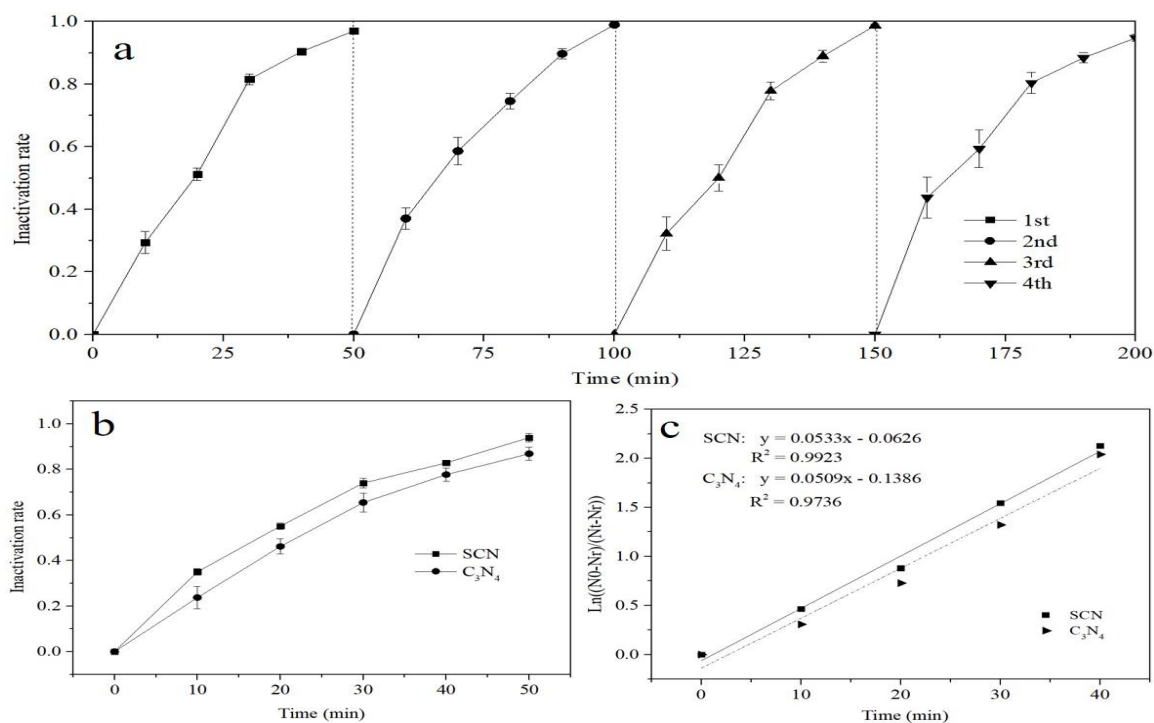 a
1.0
0.8
0.6
0.4
0.2
0.0
Inactivation rate
1st
2nd
3rd
4th
0 25 50 75 100 125 150 175 200
Time (min)
b
1.0
0.8
0.6
0.4
0.2
0.0
Inactivation rate
SCN
C₃N₄
0 10 20 30 40 50
Time (min)
c
2.5
2.0
1.5
1.0
0.5
0.0
Ln((N0-Nr)/(Nt-Nr))
SCN: y = 0.0533x - 0.0626
R² = 0.9923
C₃N₄: y = 0.0509x - 0.1386
R² = 0.9736
SCN
C₃N₄
0 10 20 30 40
Time (min)